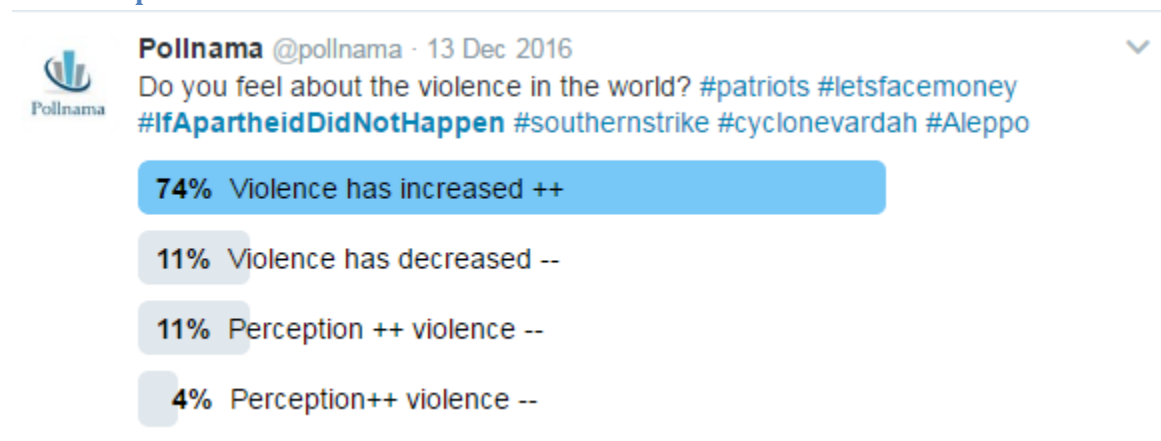 Pollnama @pollnama · 13 Dec 2016
Do you feel about the violence in the world? #patriots #letsfacemoney
#IfApartheidDidNotHappen #southernstrike #cyclonevardah #Aleppo
Pollnama
74% Violence has increased ++
11% Violence has decreased --
11% Perception ++ violence --
4% Perception++ violence --